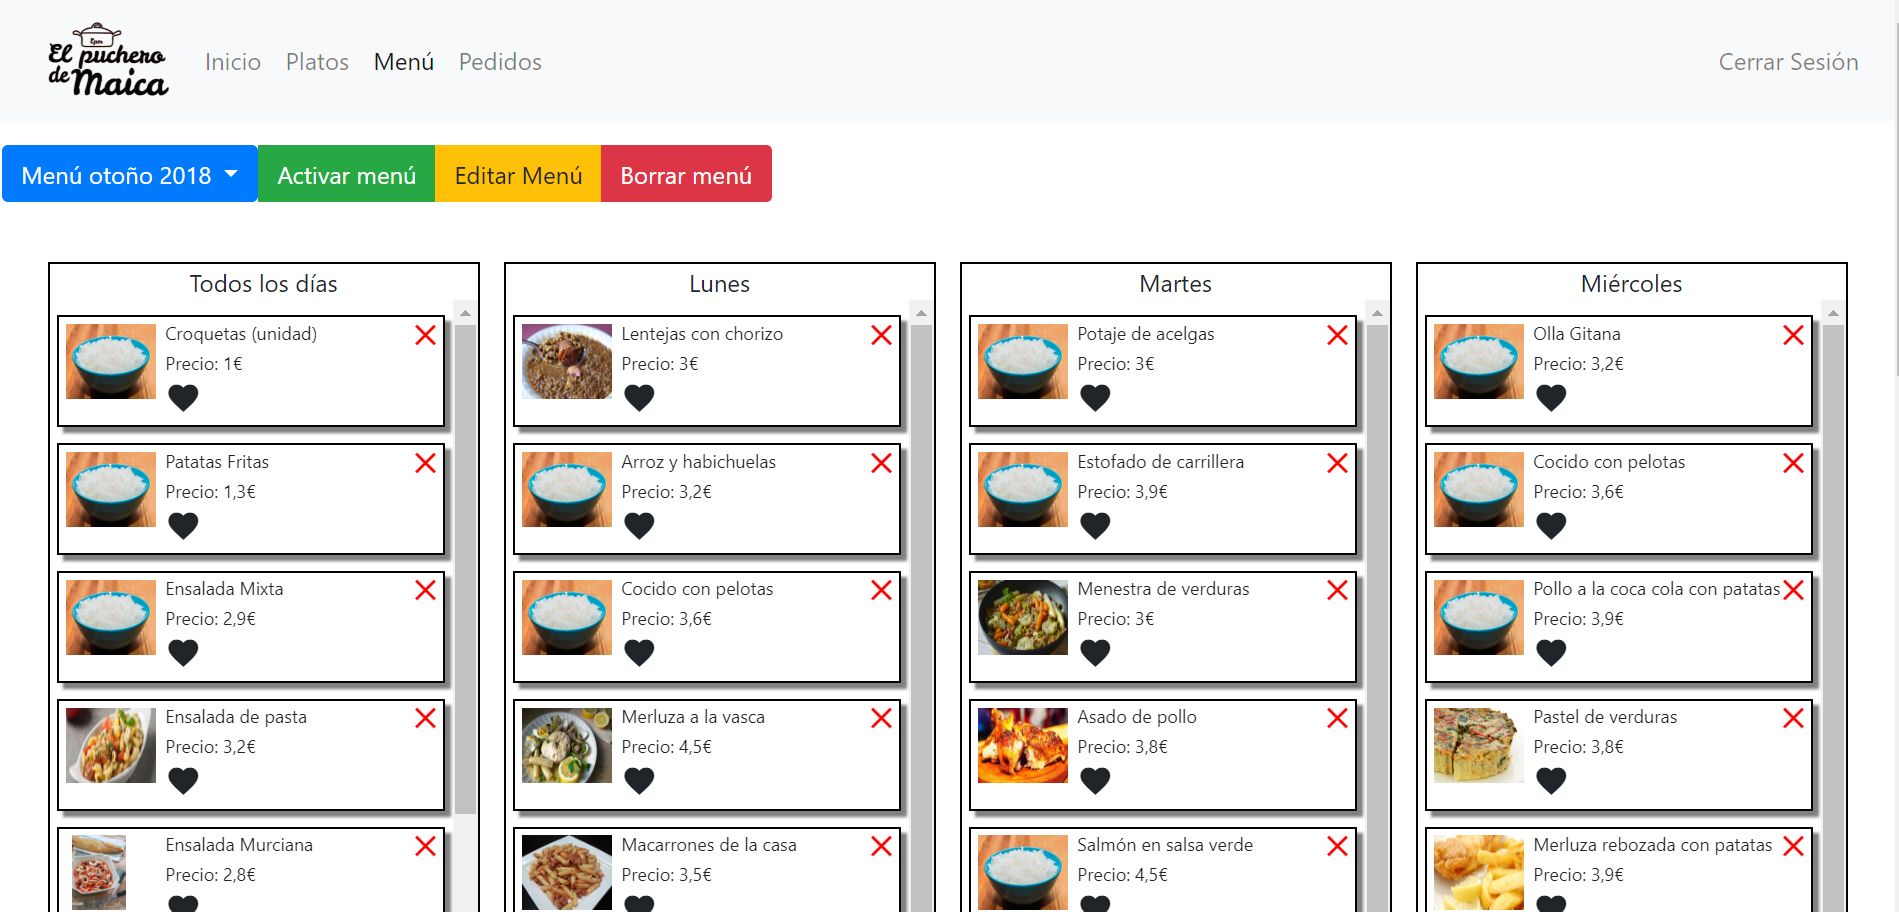 El puchero
de Maica
Inicio
Platos
Menú
Pedidos
Cerrar Sesión
Menú otoño 2018
Activar menú
Editar Menú
Borrar menú
Todos los días
Croquetas (unidad)
Precio: 1€
Patatas Fritas
Precio: 1,3€
Ensalada Mixta
Precio: 2,9€
Ensalada de pasta
Precio: 3,2€
Ensalada Murciana
Precio: 2,8€
Lunes
Lentejas con chorizo
Precio: 3€
Arroz y habichuelas
Precio: 3,2€
Cocido con pelotas
Precio: 3,6€
Merluza a la vasca
Precio: 4,5€
Macarrones de la casa
Precio: 3,5€
Martes
Potaje de acelgas
Precio: 3€
Estofado de carrillera
Precio: 3,9€
Menestra de verduras
Precio: 3€
Asado de pollo
Precio: 3,8€
Salmón en salsa verde
Precio: 4,5€
Miércoles
Olla Gitana
Precio: 3,2€
Cocido con pelotas
Precio: 3,6€
Pollo a la coca cola con patatas
Precio: 3,9€
Pastel de verduras
Precio: 3,8€
Merluza rebozada con patatas
Precio: 3,9€